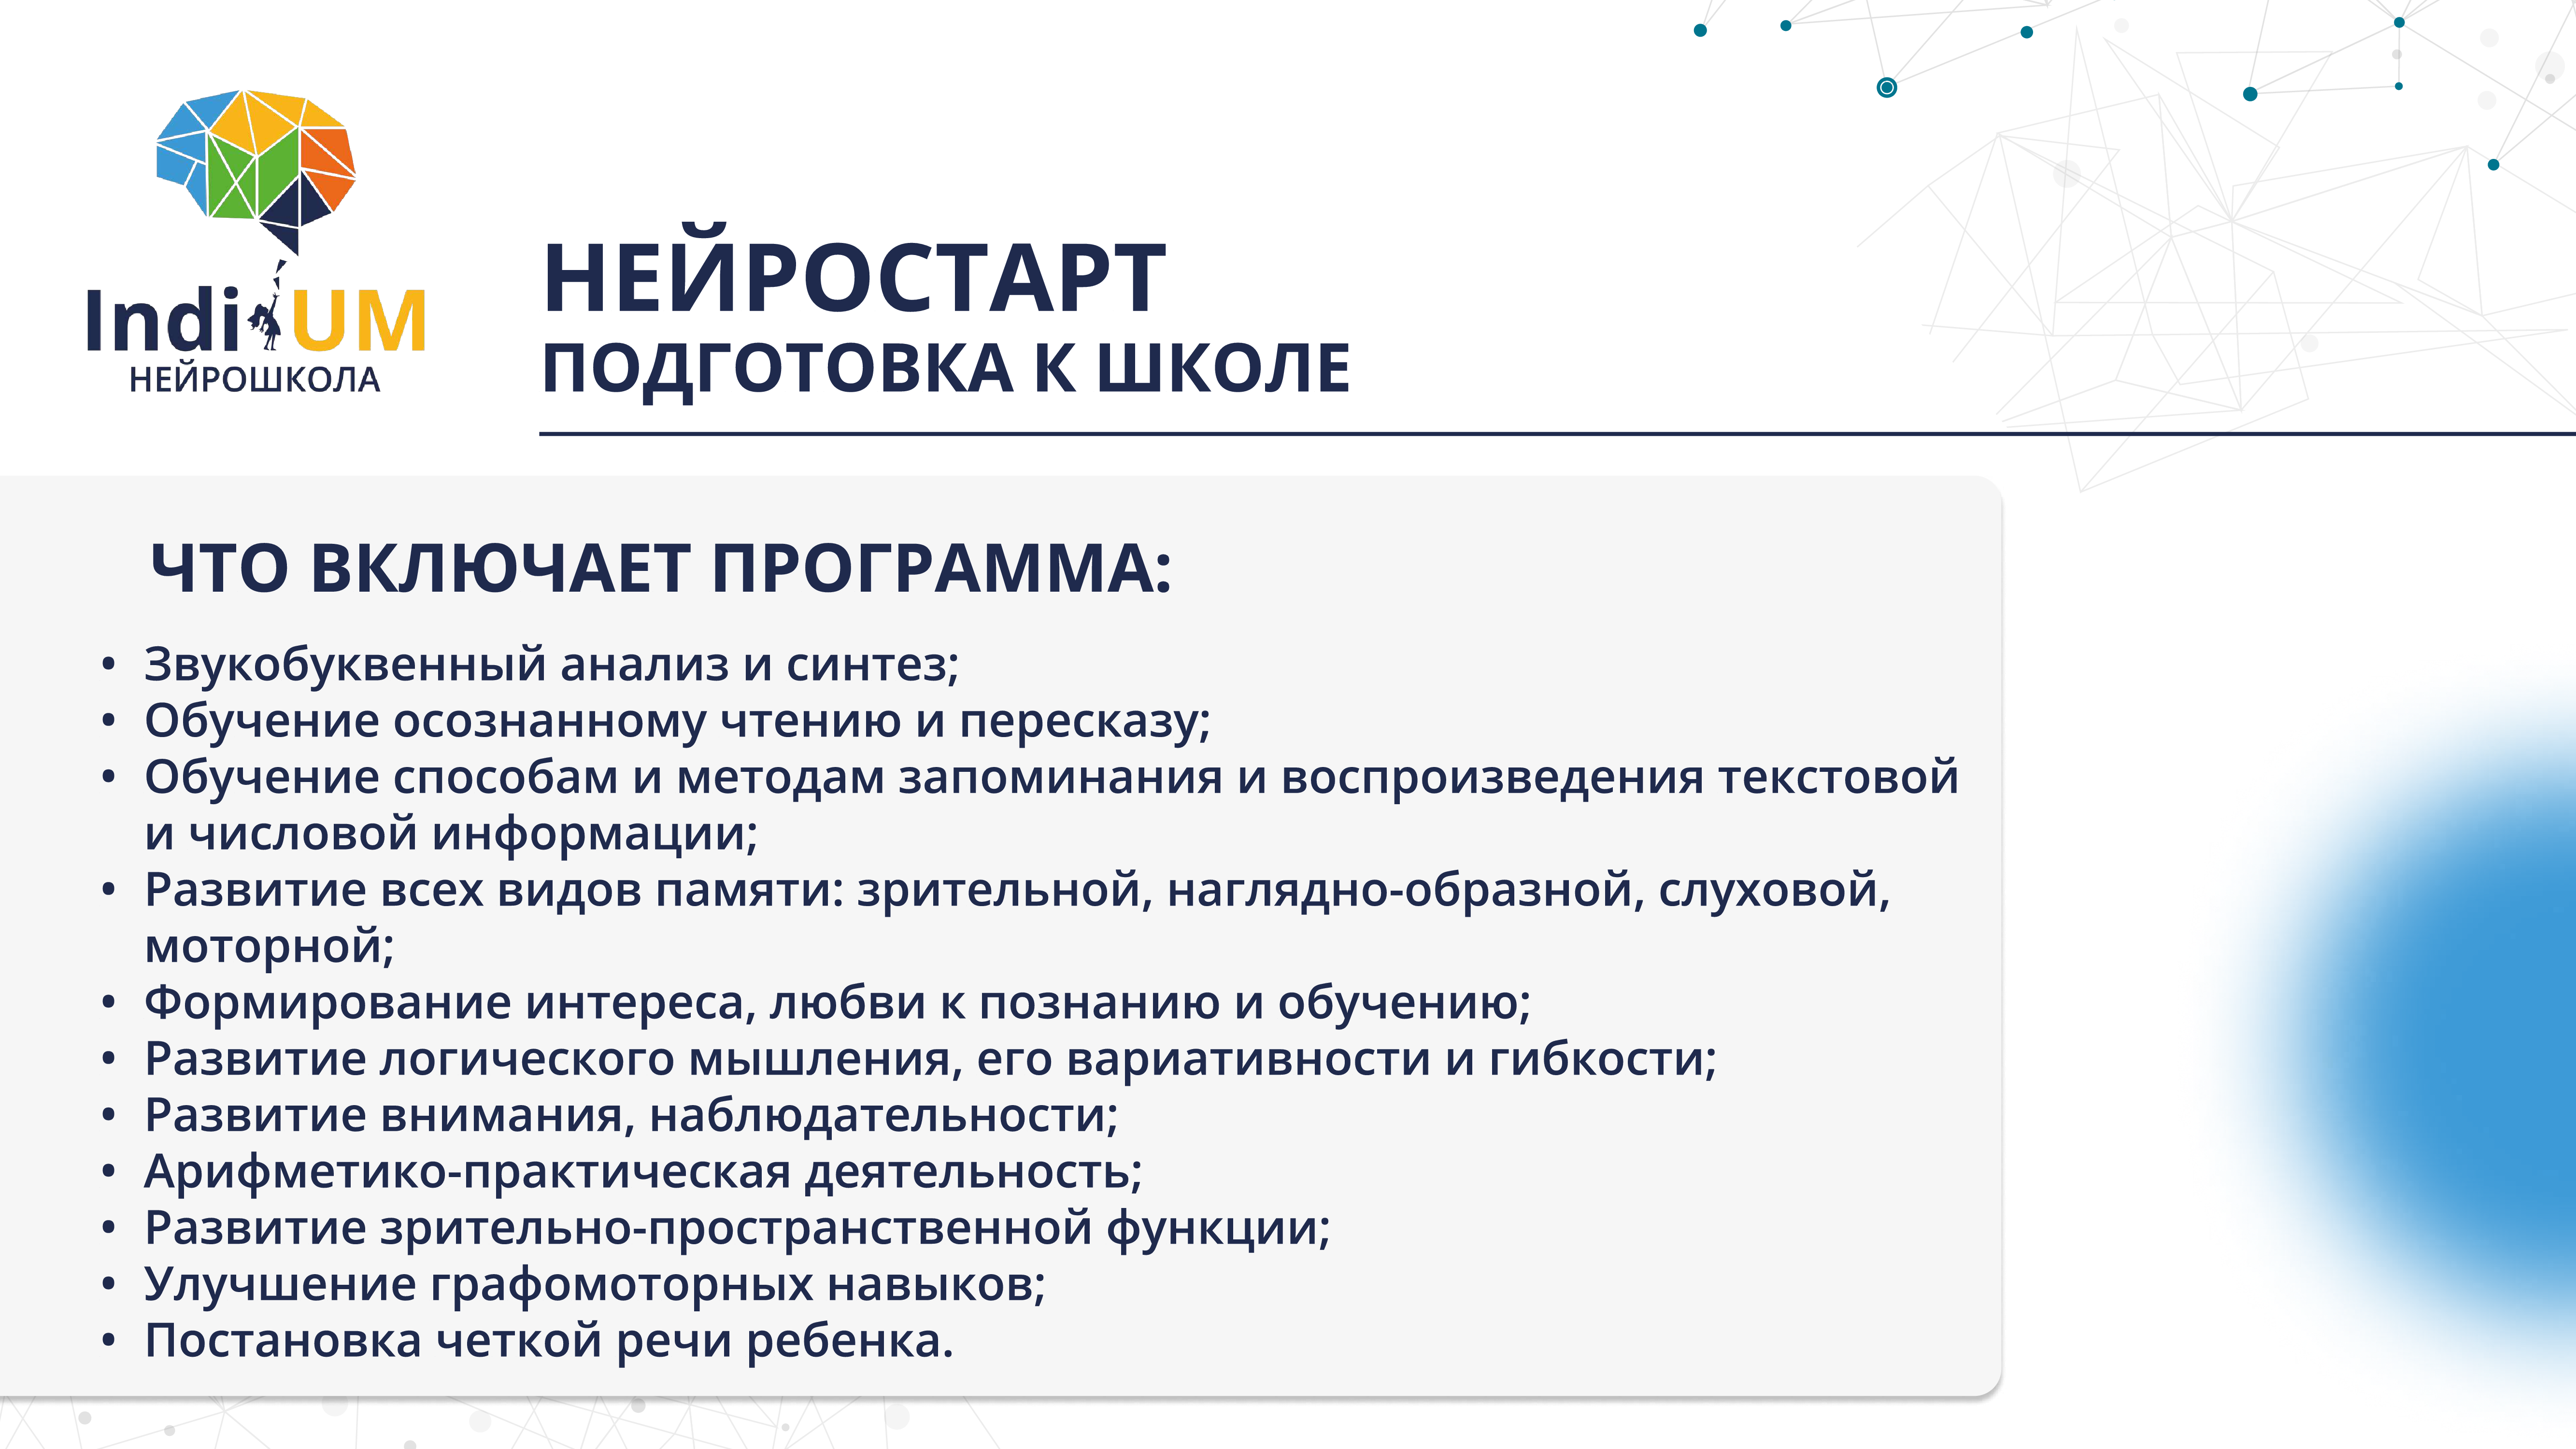 IndiUM
НЕЙРОШКОЛА
НЕЙРОСТАРТ
ПОДГОТОВКА К ШКОЛЕ
ЧТО ВКЛЮЧАЕТ ПРОГРАММА:
• Звукобуквенный анализ и синтез;
• Обучение осознанному чтению и пересказу;
• Обучение способам и методам запоминания и воспроизведения текстовой
и числовой информации;
• Развитие всех видов памяти: зрительной, наглядно-образной, слуховой,
моторной;
• Формирование интереса, любви к познанию и обучению;
• Развитие логического мышления, его вариативности и гибкости;
• Развитие внимания, наблюдательности;
• Арифметико-практическая деятельность;
• Развитие зрительно-пространственной функции;
• Улучшение графомоторных навыков;
• Постановка четкой речи ребенка.